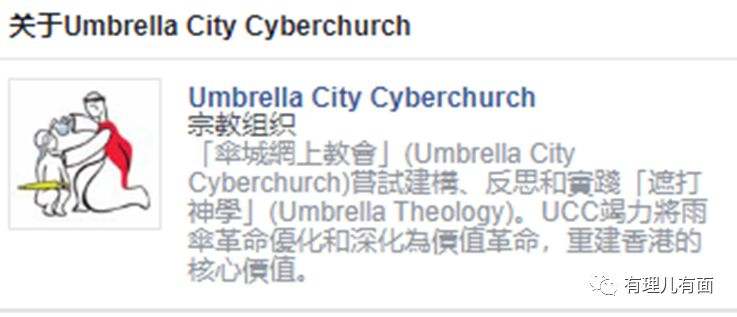 关于Umbrella City Cyberchurch
Umbrella City Cyberchurch
宗教组织
「傘城網上教會」(Umbrella City
Cyberchurch)嘗試建構、反思和實踐「遮打
神學」(Umbrella Theology)。UCC竭力將雨
傘革命優化和深化為價值革命，重建香港的
核心價值。
有理儿有面